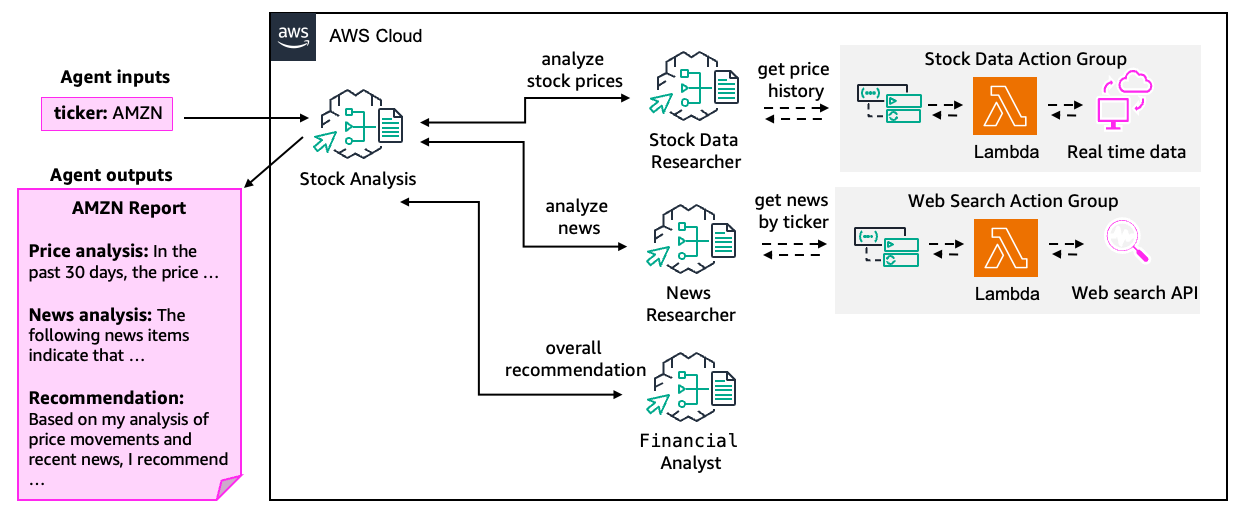 aws
AWS Cloud
Agent inputs
ticker: AMZN
Agent outputs
AMZN Report
Price analysis: In the
past 30 days, the price …
News analysis: The
following news items
indicate that …
Recommendation:
Based on my analysis of
price movements and
recent news, I recommend
…
Stock Analysis
analyze
stock prices
Stock Data
Researcher
get price
history
Stock Data Action Group
Lambda
Real time data
analyze
news
News
Researcher
get news
by ticker
Web Search Action Group
Lambda
Web search API
overall
recommendation
Financial
Analyst